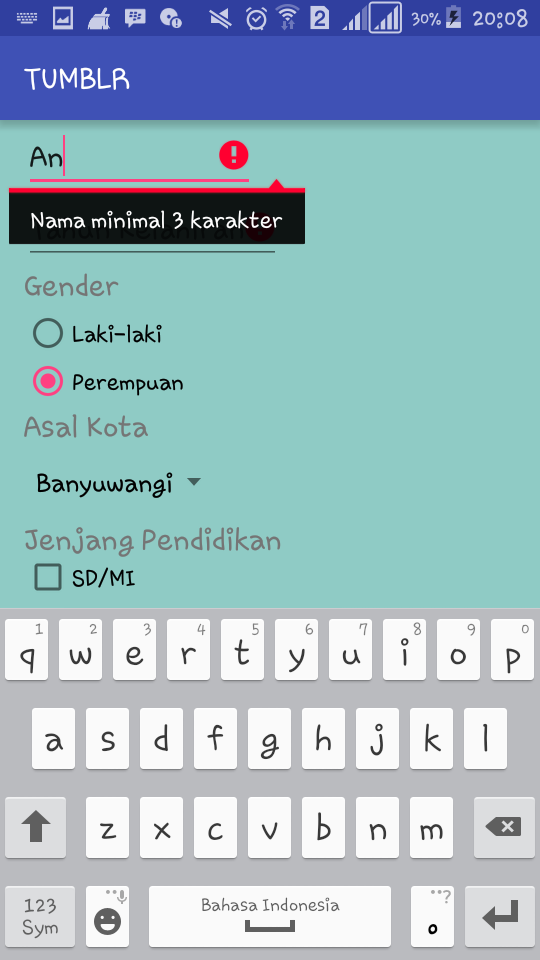 2 30% 20:08
TUMBLR
An
Nama minimal 3 karakter
Gender
Laki-laki
Perempuan
Asal Kota
Banyuwangi
Jenjang Pendidikan
SD/MI
1 2 3 4 5 6 7 8 9 0
q w e r t y u i o p
a s d f g h j k l
z x c v b n m
123
Sym
Bahasa Indonesia
?
.